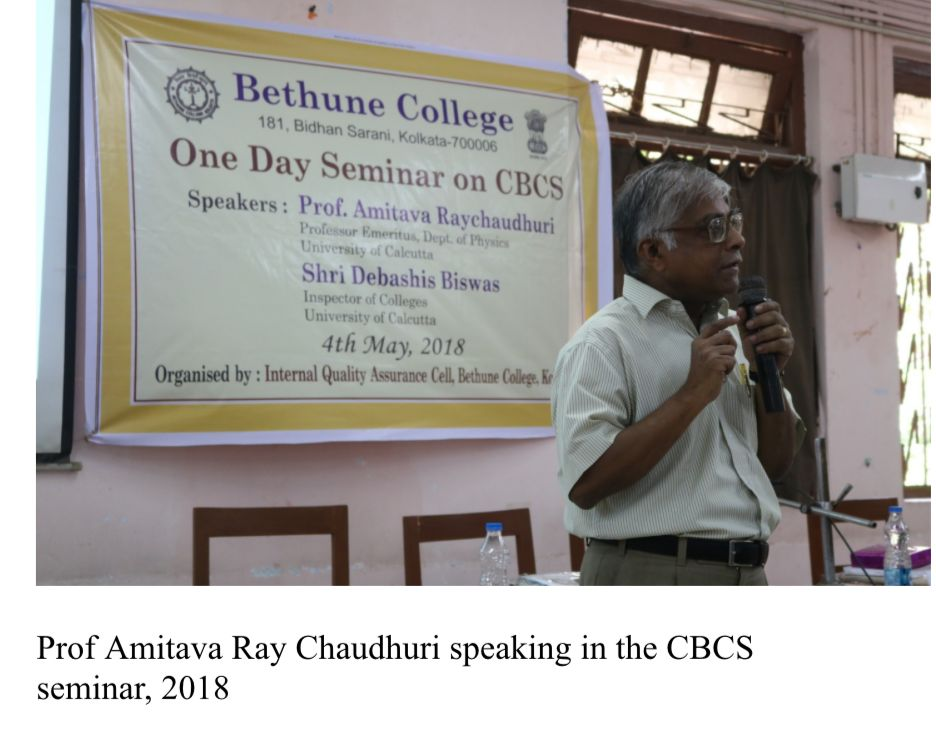 Bethune College
181, Bidhan Sarani, Kolkata-700006
One Day Seminar on CBCS
Speakers : Prof. Amitava Raychaudhuri
Professor Emeritus, Dept. of Physics
University of Calcutta
Shri Debashis Biswas
Inspector of Colleges
University of Calcutta
4th May, 2018
Organised by : Internal Quality Assurance Cell, Bethune College,
Prof Amitava Ray Chaudhuri speaking in the CBCS
seminar, 2018